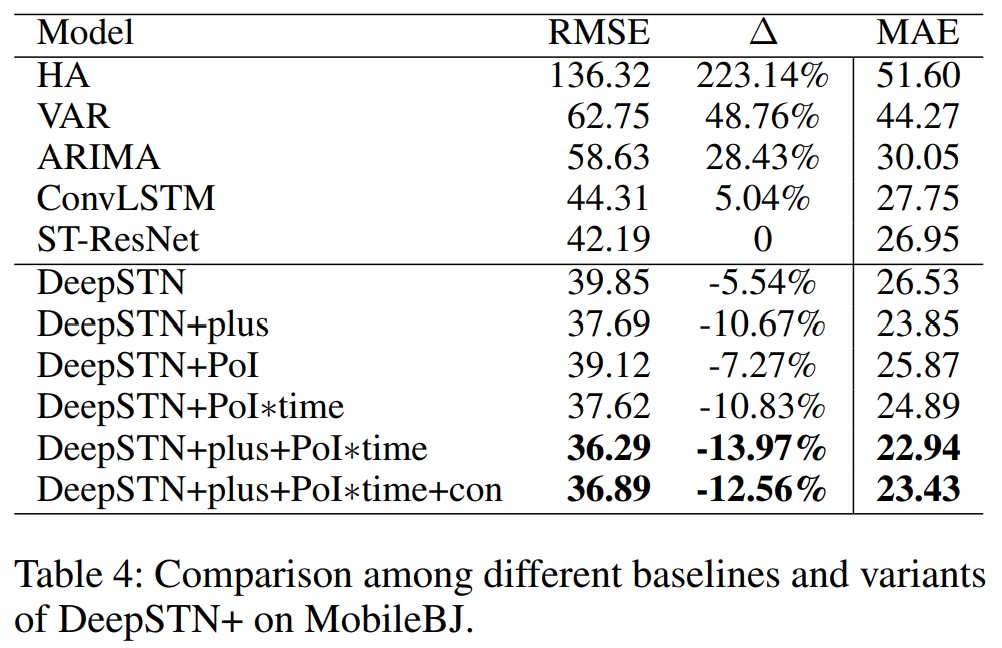 Model RMSE Δ MAE
HA 136.32 223.14% 51.60
VAR 62.75 48.76% 44.27
ARIMA 58.63 28.43% 30.05
ConvLSTM 44.31 5.04% 27.75
ST-ResNet 42.19 0 26.95
DeepSTN 39.85 -5.54% 26.53
DeepSTN+plus 37.69 -10.67% 23.85
DeepSTN+PoI 39.12 -7.27% 25.87
DeepSTN+PoI∗time 37.62 -10.83% 24.89
DeepSTN+plus+PoI∗time 36.29 -13.97% 22.94
DeepSTN+plus+PoI∗time+con 36.89 -12.56% 23.43
Table 4: Comparison among different baselines and variants
of DeepSTN+ on MobileBJ.